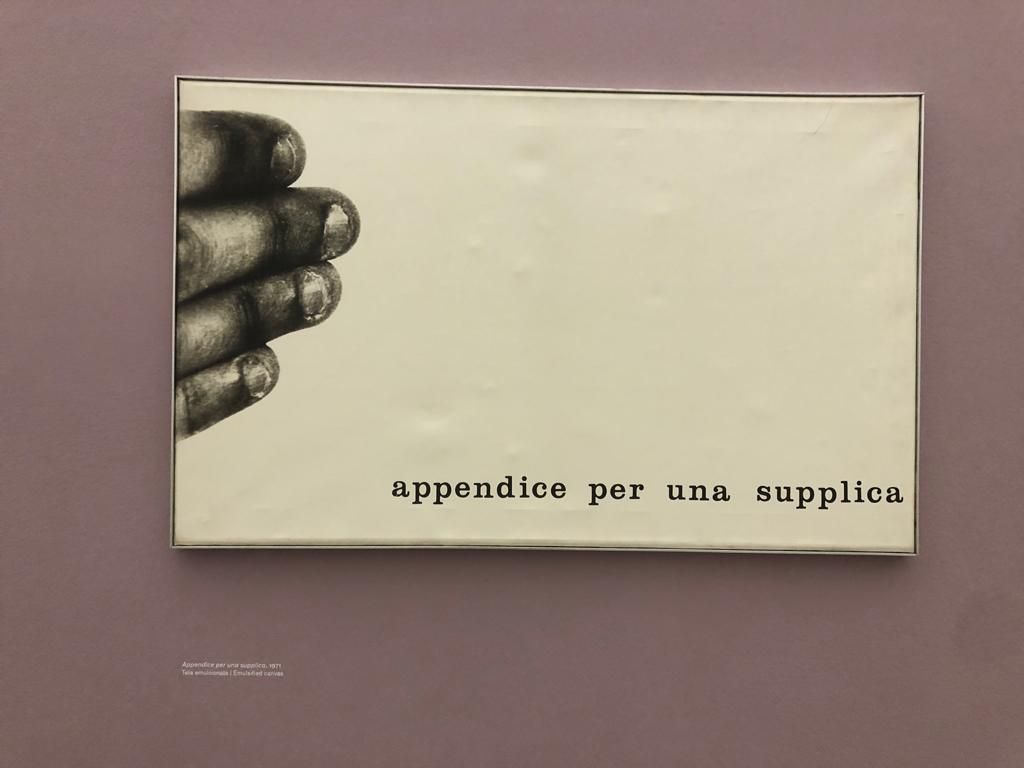 appendice per una supplica
Appendice per una supplica, 1971
Tela emulsionata | Emulsified canvas